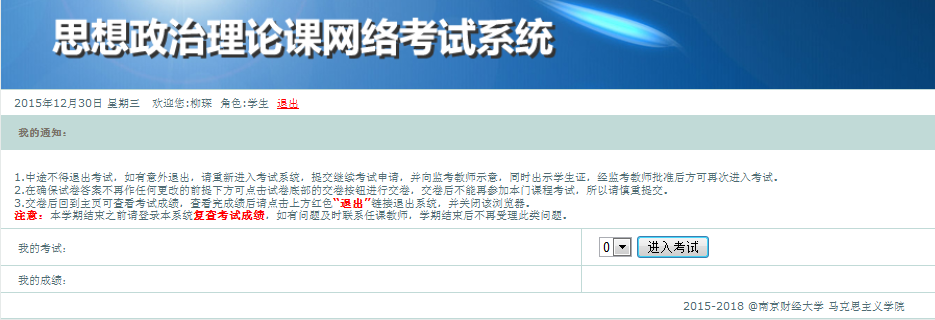 思想政治理论课网络考试系统
2015年12月30日 星期三 欢迎您:柳琛 角色:学生 退出
我的通知:
1.中途不得退出考试，如有意外退出，请重新进入考试系统，提交继续考试申请，并向监考教师示意，同时出示学生证，经监考教师批准后方可再次进入考试。
2.在确保试卷答案不再作任何更改的前提下方可点击试卷底部的交卷按钮进行交卷，交卷后不能再参加本门课程考试，所以请慎重提交。
3.交卷后回到主页可查看考试成绩，查看完成绩后请点击上方红色“退出”链接退出系统，并关闭该浏览器。
注意：本学期结束之前请登录本系统复查考试成绩，如有问题及时联系任课教师，学期结束后不再受理此类问题。
我的考试: 0 进入考试
我的成绩:
2015-2018 @南京财经大学 马克思主义学院